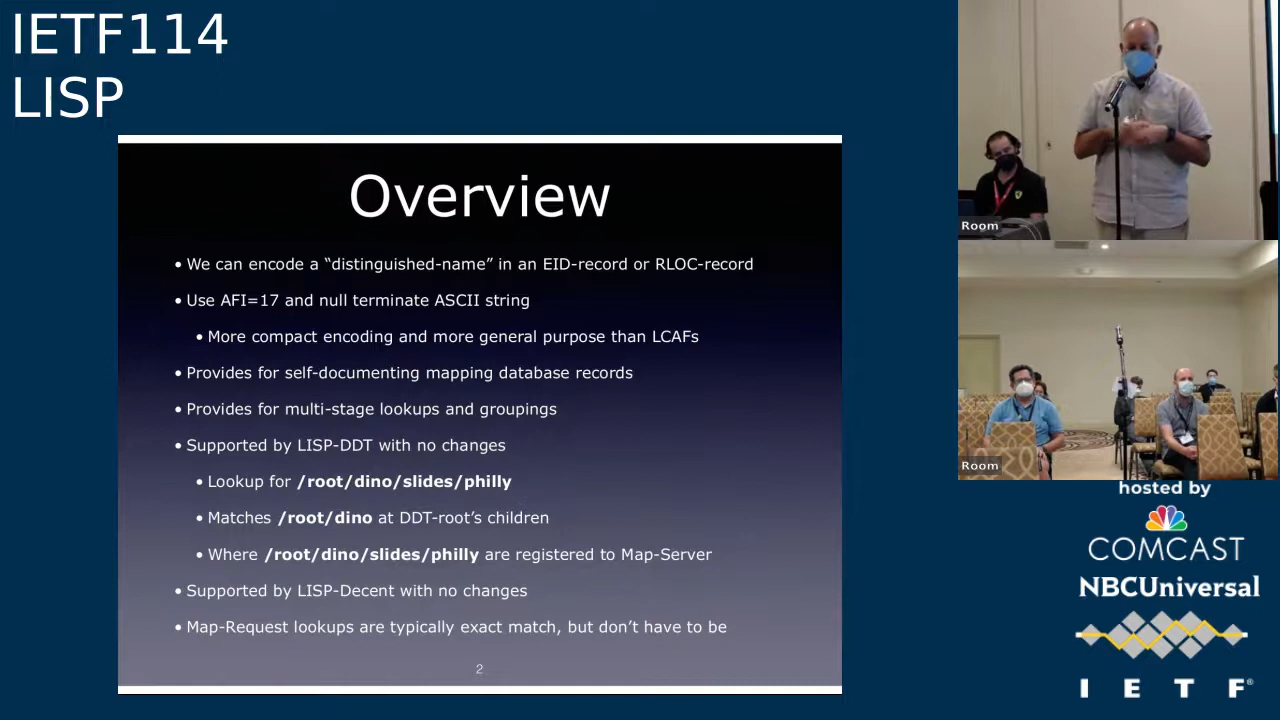 IETF114
LISP
Overview
• We can encode a “distinguished-name” in an EID-record or RLOC-record
• Use AFI=17 and null terminate ASCII string
• More compact encoding and more general purpose than LCAFs
• Provides for self-documenting mapping database records
• Provides for multi-stage lookups and groupings
• Supported by LISP-DDT with no changes
• Lookup for /root/dino/slides/philly
• Matches /root/dino at DDT-root’s children
• Where /root/dino/slides/philly are registered to Map-Server
• Supported by LISP-Decent with no changes
• Map-Request lookups are typically exact match, but don’t have to be
2
Room
Room
hosted by
COMCAST
NBCUniversal
I E T F®